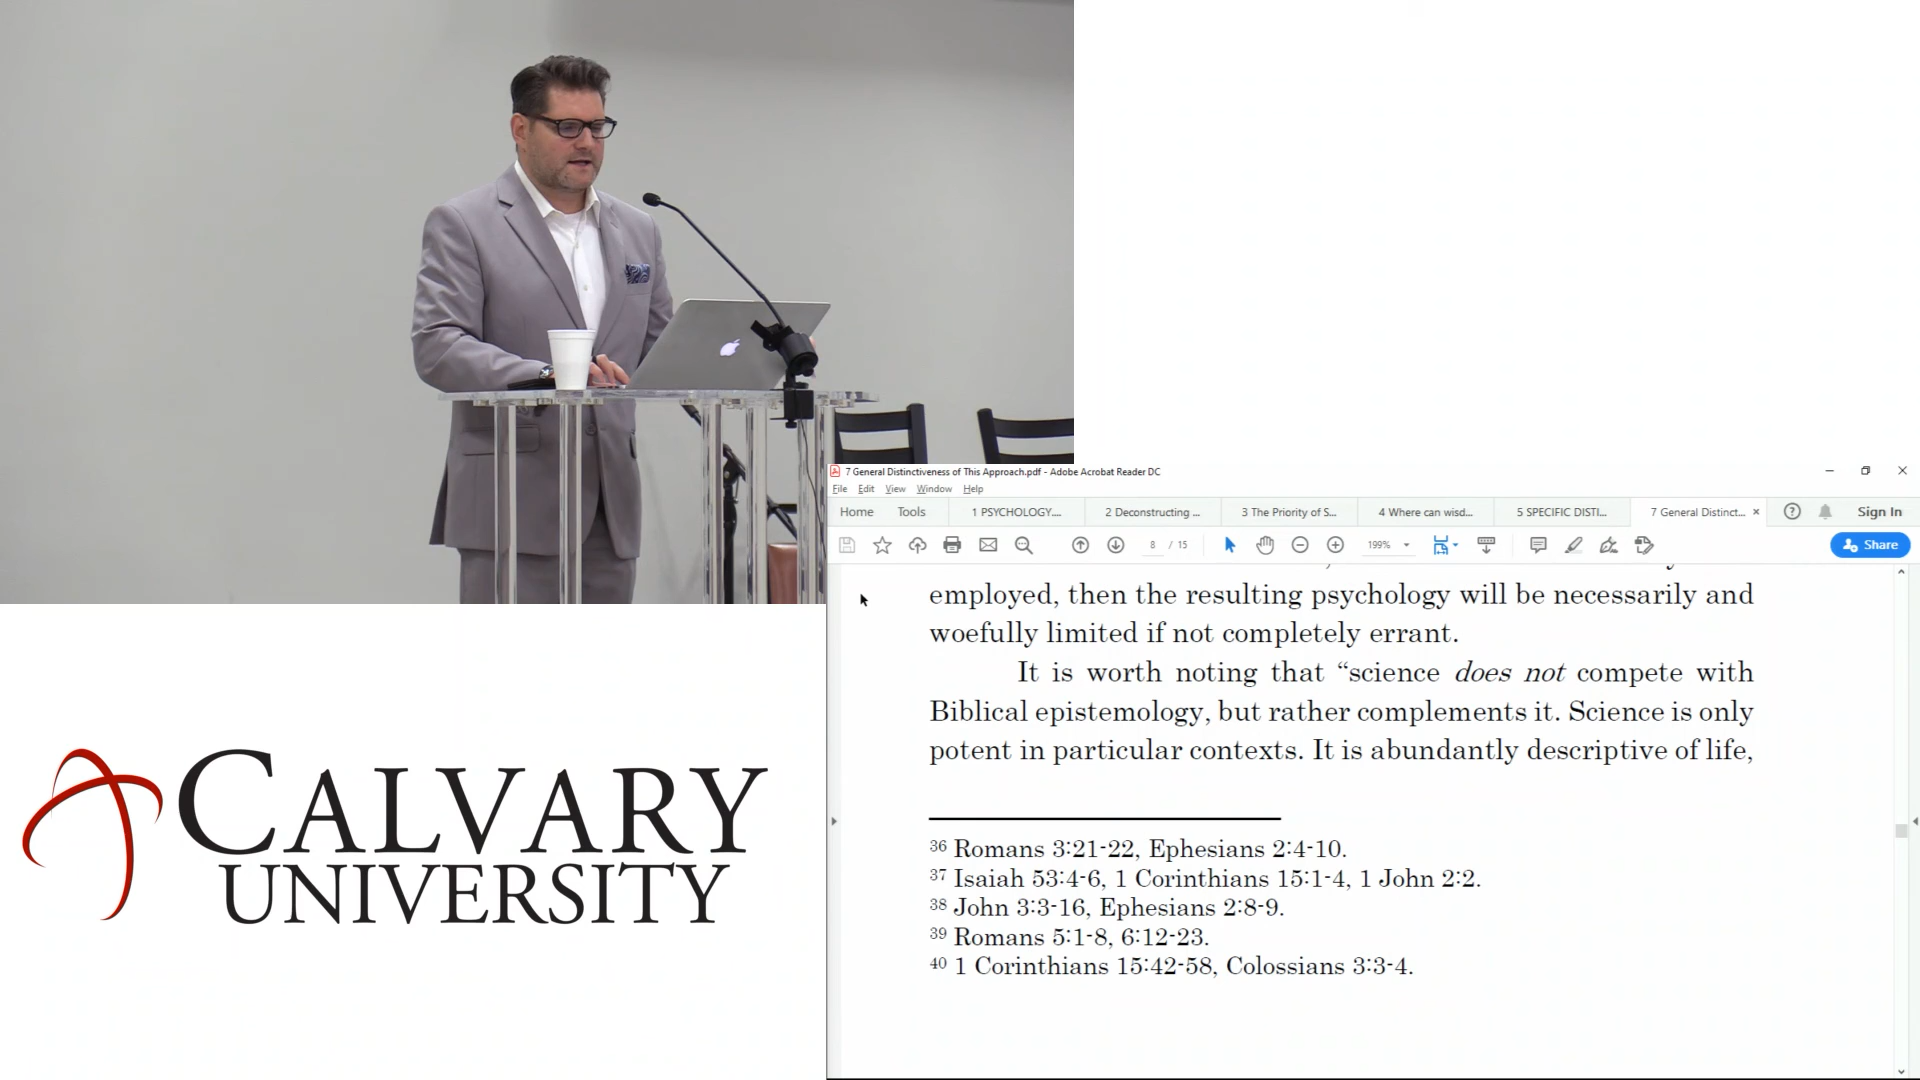 7 General Distinctiveness of This Approach.pdf - Adobe Acrobat Reader DC
File Edit View Window Help
Home Tools 1 PSYCHOLOGY.... 2 Deconstructing ... 3 The Priority of S... 4 Where can wisd... 5 SPECIFIC DISTI... 7 General Distinct... × Sign In
8 / 15 199% Share
employed, then the resulting psychology will be necessarily and
woefully limited if not completely errant.
It is worth noting that “science does not compete with
Biblical epistemology, but rather complements it. Science is only
potent in particular contexts. It is abundantly descriptive of life,
36 Romans 3:21-22, Ephesians 2:4-10.
37 Isaiah 53:4-6, 1 Corinthians 15:1-4, 1 John 2:2.
38 John 3:3-16, Ephesians 2:8-9.
39 Romans 5:1-8, 6:12-23.
40 1 Corinthians 15:42-58, Colossians 3:3-4.
CALVARY
UNIVERSITY